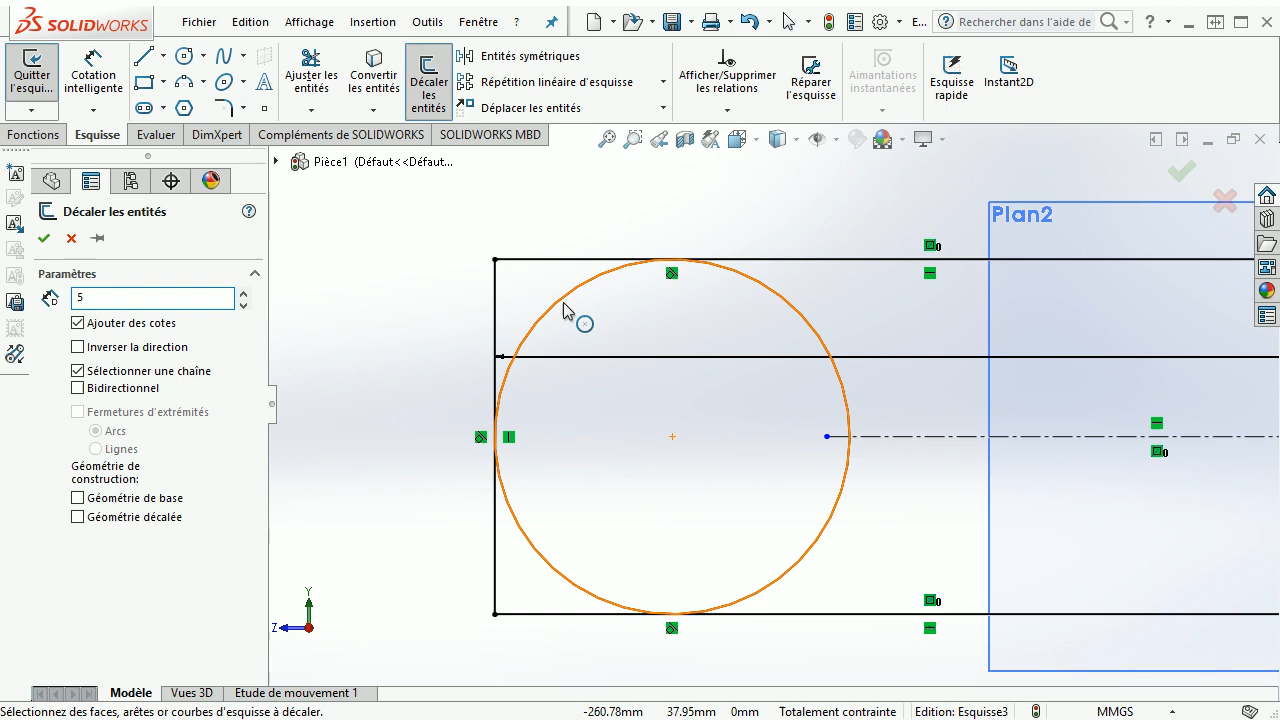 SOLIDWORKS
Fichier
Edition
Affichage
Insertion
Outils
Fenêtre
?
E...
Rechercher dans l'aide de
?
Quitter
l'esqui...
Cotation
intelligente
Ajuster les
entités
Convertir
les entités
Décaler
les
entités
Entités symétriques
Répétition linéaire d'esquisse
Déplacer les entités
Afficher/Supprimer
les relations
Réparer
l'esquisse
Aimantations
instantanées
Esquisse
rapide
Instant2D
Fonctions
Esquisse
Evaluer
DimXpert
Compléments de SOLIDWORKS
SOLIDWORKS MBD
Pièce1 (Défaut<<Défaut...
Décaler les entités
Paramètres
5
Ajouter des cotes
Inverser la direction
Sélectionner une chaîne
Bidirectionnel
Fermetures d'extrémités
Arcs
Lignes
Géométrie de
construction:
Géométrie de base
Géométrie décalée
Plan2
0
0
0
Y
Z
Modèle
Vues 3D
Etude de mouvement 1
Sélectionnez des faces, arêtes or courbes d'esquisse à décaler.
-260.78mm
37.95mm
0mm
Totalement contrainte
Edition: Esquisse3
MMGS